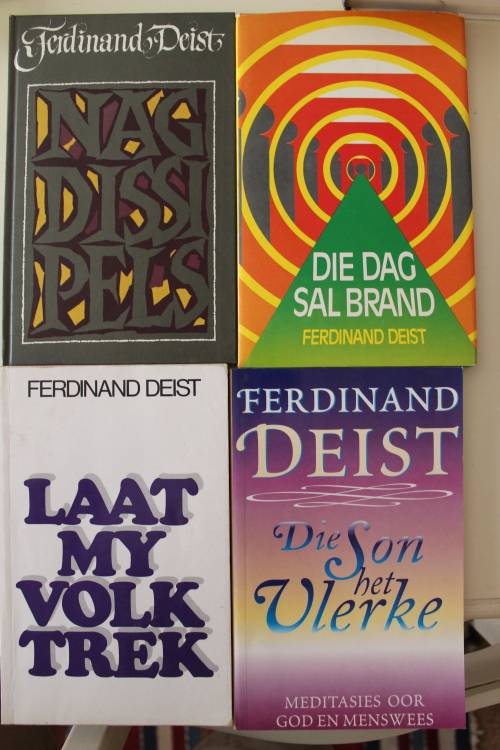 Ferdinand Deist
NAG
DISSI
PELS
DIE DAG
SAL BRAND
FERDINAND DEIST
FERDINAND DEIST
LAAT
MY
VOLK
TREK
FERDINAND
DEIST
Die Son
het
Vlerke
MEDITASIES OOR
GOD EN MENSWEES